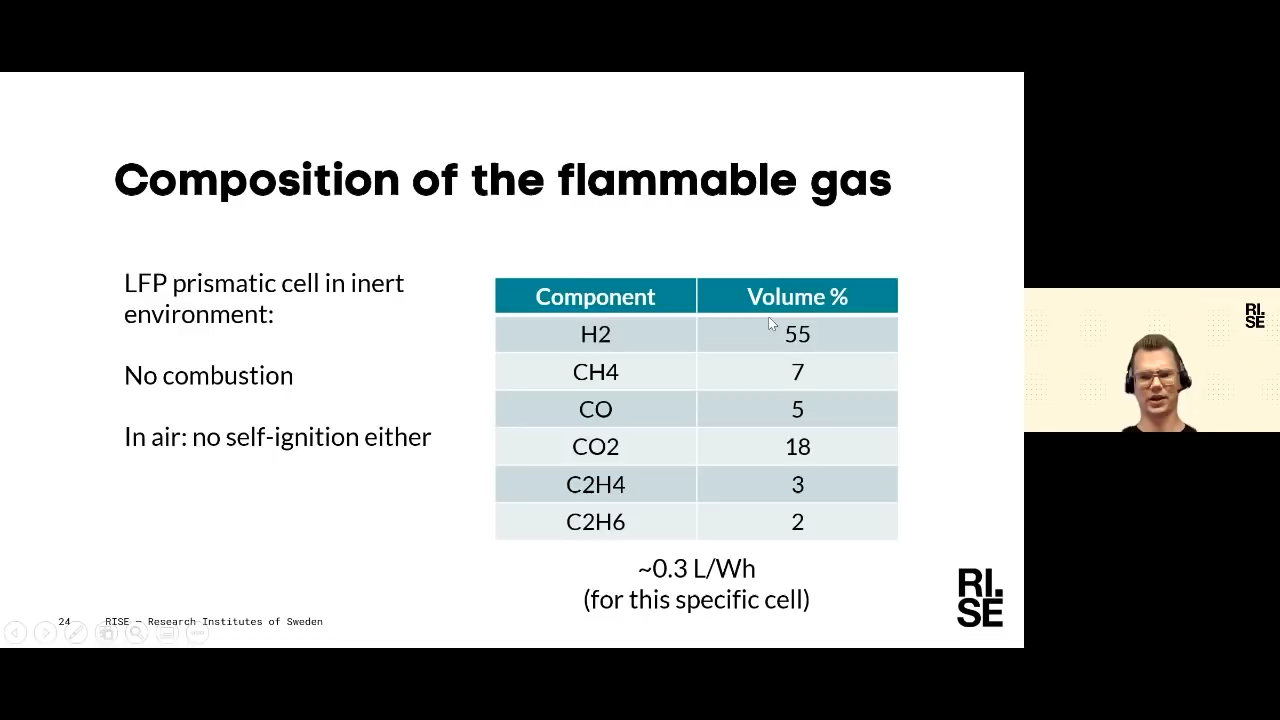 Composition of the flammable gas
LFP prismatic cell in inert
environment:
No combustion
In air: no self-ignition either
Component Volume %
H2 55
CH4 7
CO 5
CO2 18
C2H4 3
C2H6 2
~0.3 L/Wh
(for this specific cell)
24 RISE — Research Institutes of Sweden
RI.
SE
RI.
SE